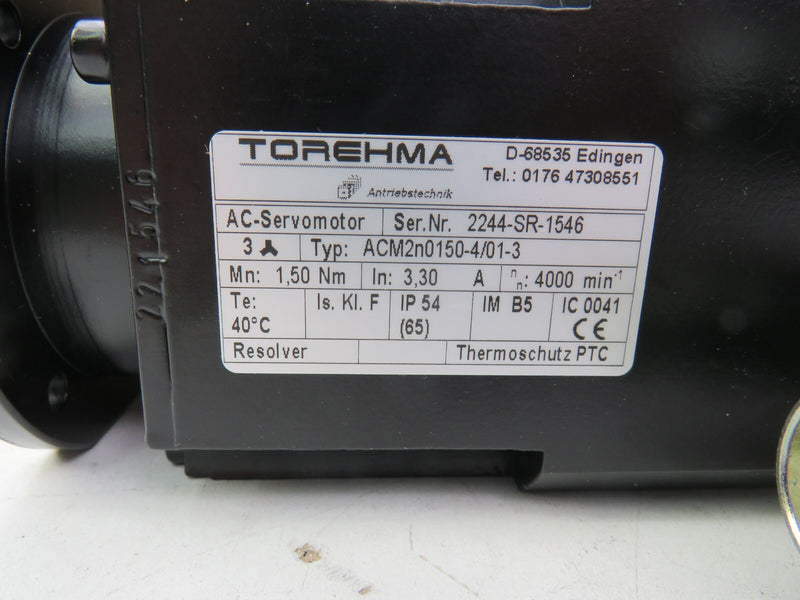 TOREHMA
Antriebstechnik
D-68535 Edingen
Tel.: 0176 47308551
AC-Servomotor Ser.Nr. 2244-SR-1546
3 Typ: ACM2n0150-4/01-3
Mn: 1,50 Nm In: 3,30 A nn: 4000 min-1
Te: 40°C Is. Kl. F IP 54 (65) IM B5 IC 0041 CE
Resolver Thermoschutz PTC
221546